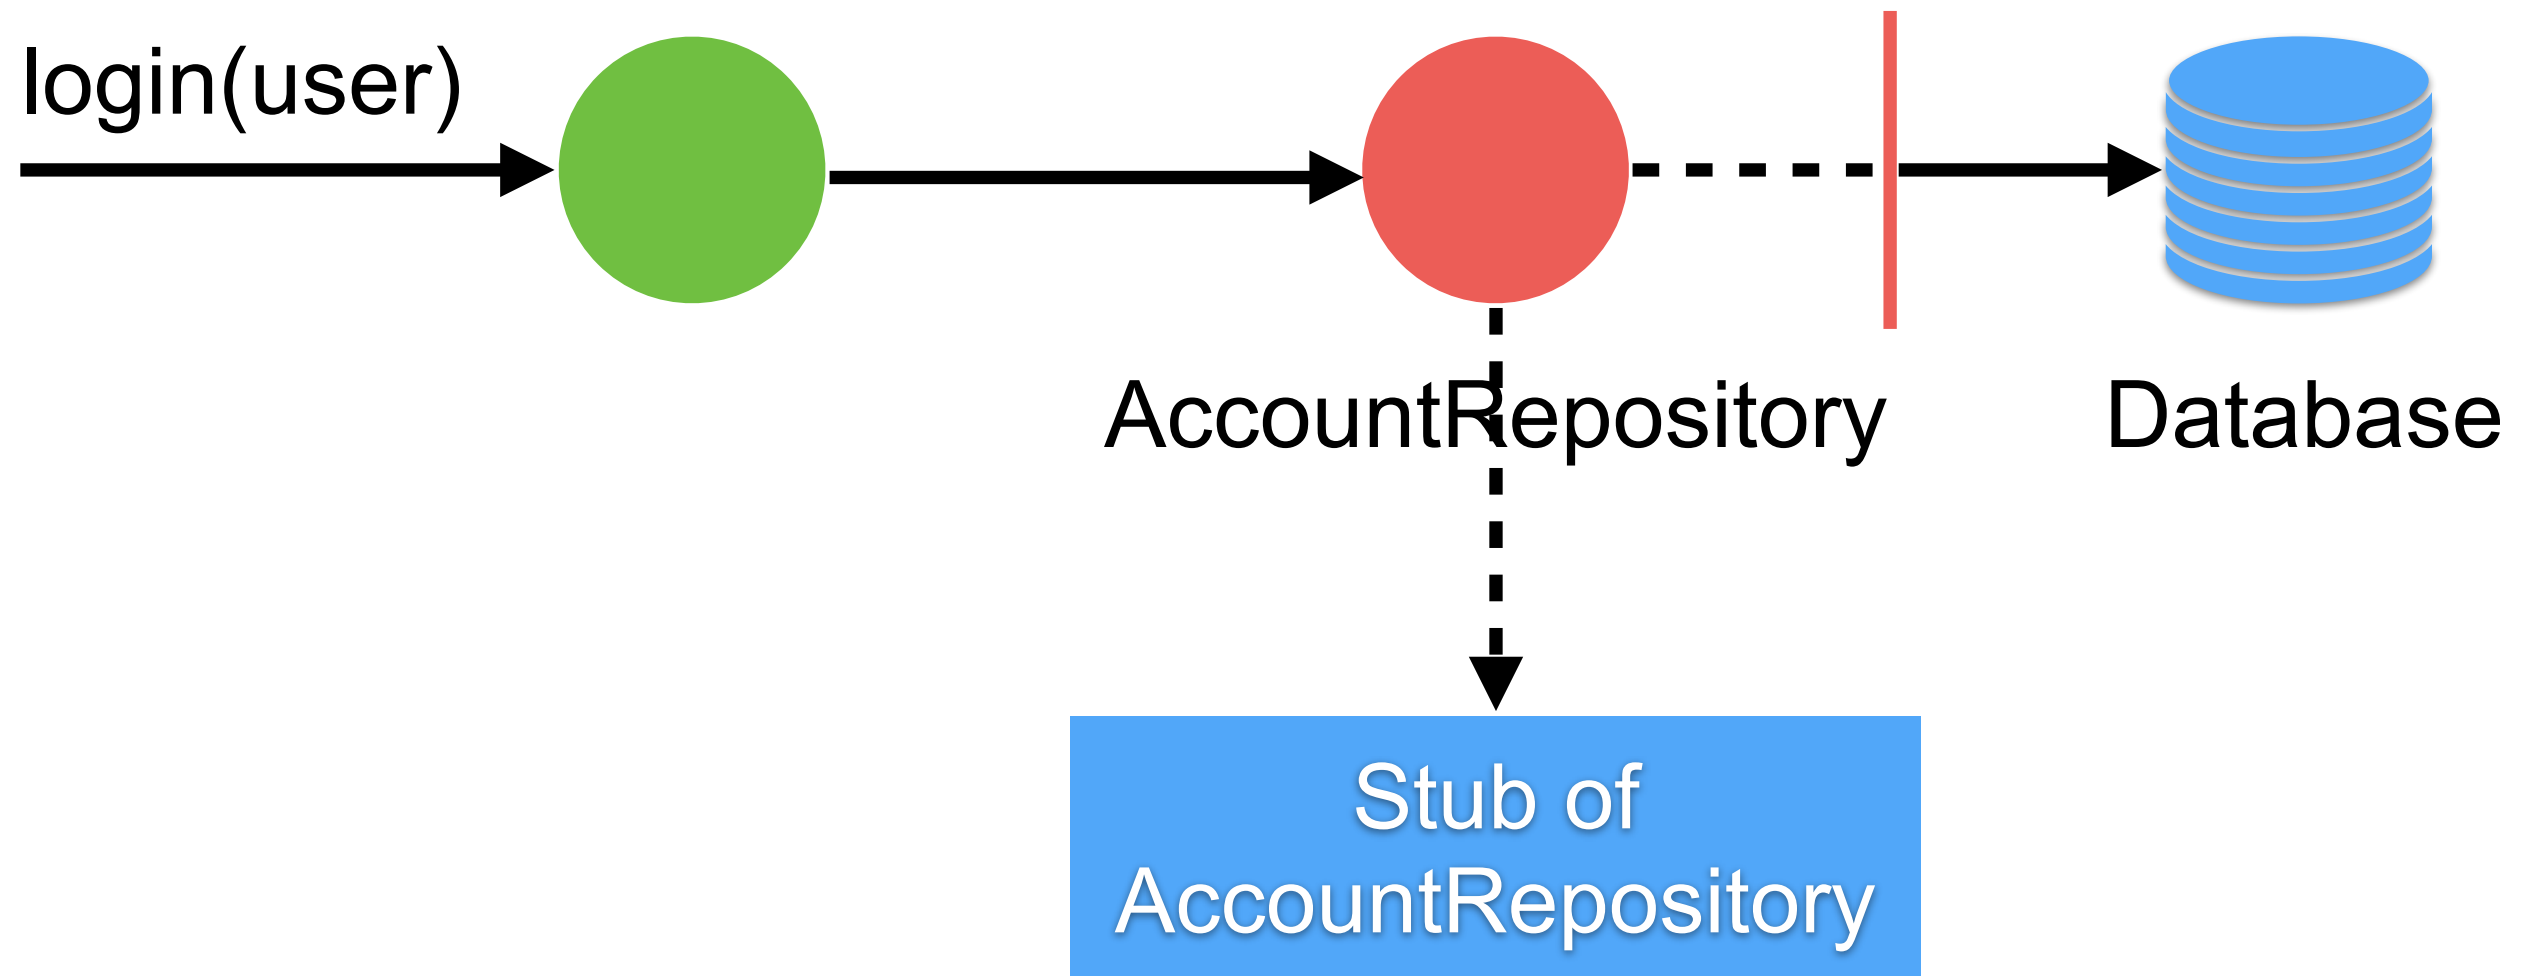 login(user)
AccountRepository
Database
Stub of
AccountRepository